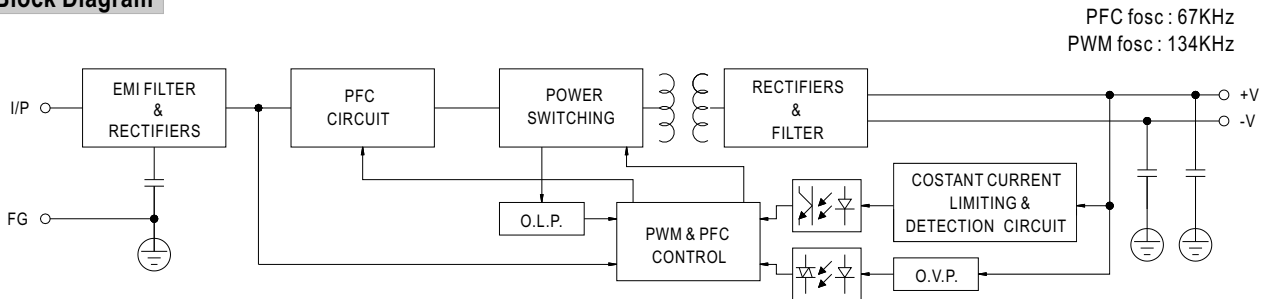 Block Diagram
PFC fosc : 67KHz
PWM fosc : 134KHz
I/P
EMI FILTER
&
RECTIFIERS
PFC
CIRCUIT
POWER
SWITCHING
RECTIFIERS
&
FILTER
+V
-V
FG
O.L.P.
PWM & PFC
CONTROL
COSTANT CURRENT
LIMITING &
DETECTION CIRCUIT
O.V.P.